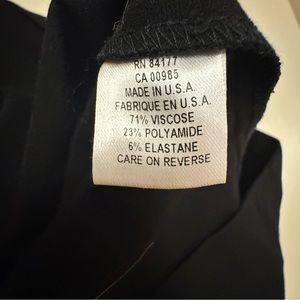 RN 84177
CA 00985
MADE IN U.S.A.
FABRIQUE EN U.S.A.
71% VISCOSE
23% POLYAMIDE
6% ELASTANE
CARE ON REVERSE